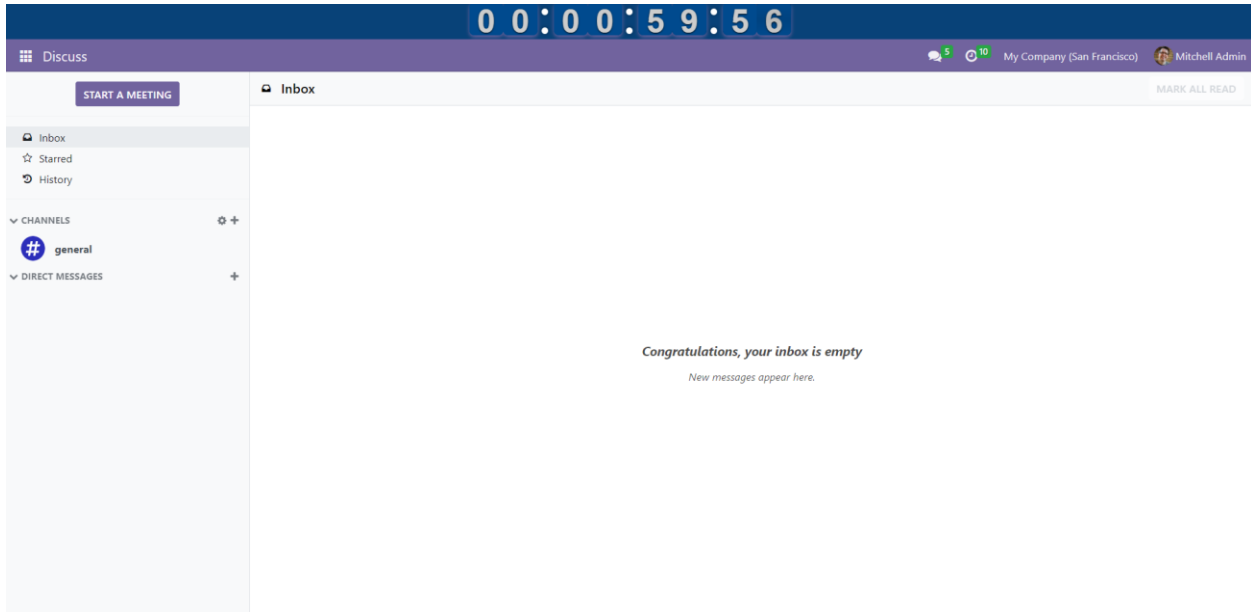 00:00:59:56
Discuss
5
10
My Company (San Francisco)
Mitchell Admin
START A MEETING
Inbox
MARK ALL READ
Inbox
Starred
History
CHANNELS
#
general
DIRECT MESSAGES
Congratulations, your inbox is empty
New messages appear here.